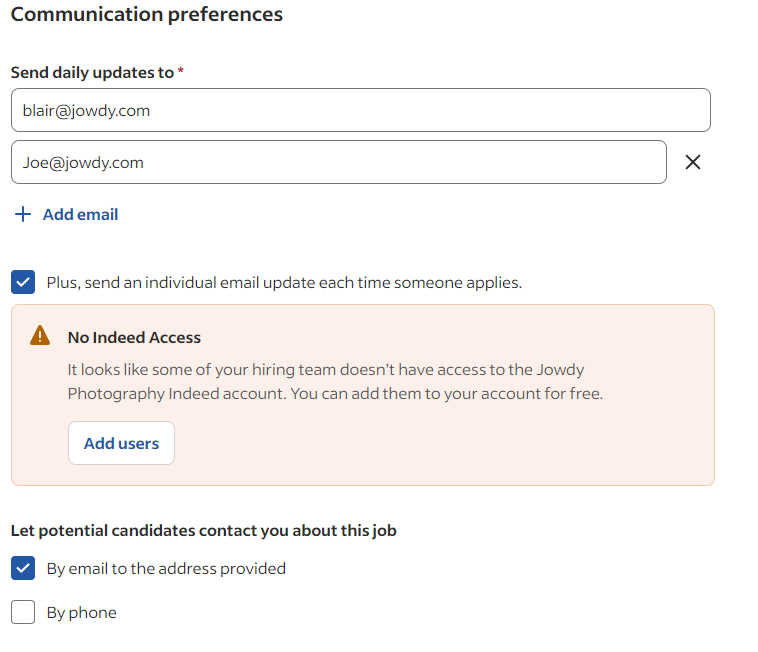 Communication preferences
Send daily updates to *
blair@jowdy.com
Joe@jowdy.com
Add email
Plus, send an individual email update each time someone applies.
No Indeed Access
It looks like some of your hiring team doesn't have access to the Jowdy
Photography Indeed account. You can add them to your account for free.
Add users
Let potential candidates contact you about this job
By email to the address provided
By phone